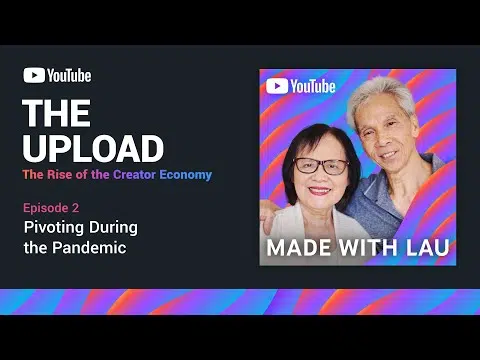 YouTube
THE
UPLOAD
The Rise of the Creator Economy
Episode 2
Pivoting During
the Pandemic
YouTube
MADE WITH LAU